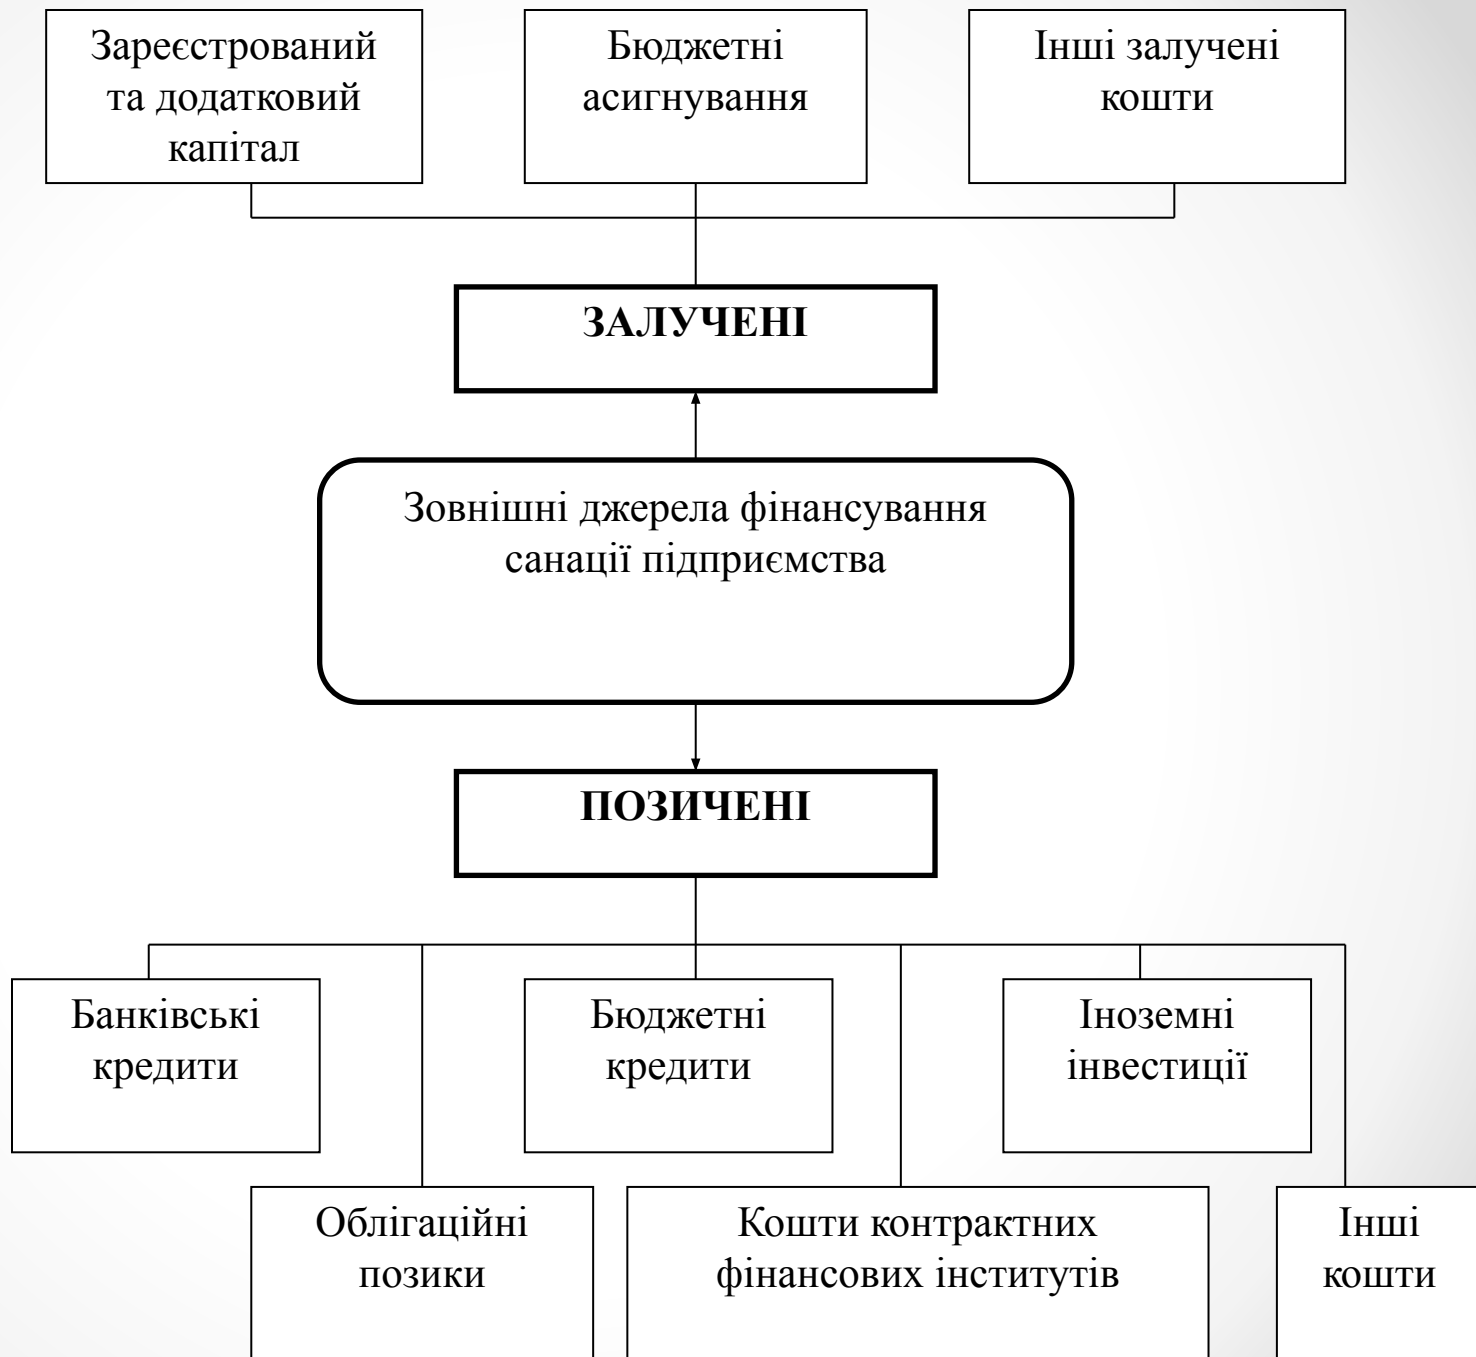 Зареєстрований
та додатковий
капітал
Бюджетні
асигнування
Інші залучені
кошти
ЗАЛУЧЕНІ
Зовнішні джерела фінансування
санації підприємства
ПОЗИЧЕНІ
Банківські
кредити
Бюджетні
кредити
Іноземні
інвестиції
Облігаційні
позики
Кошти контрактних
фінансових інститутів
Інші
кошти